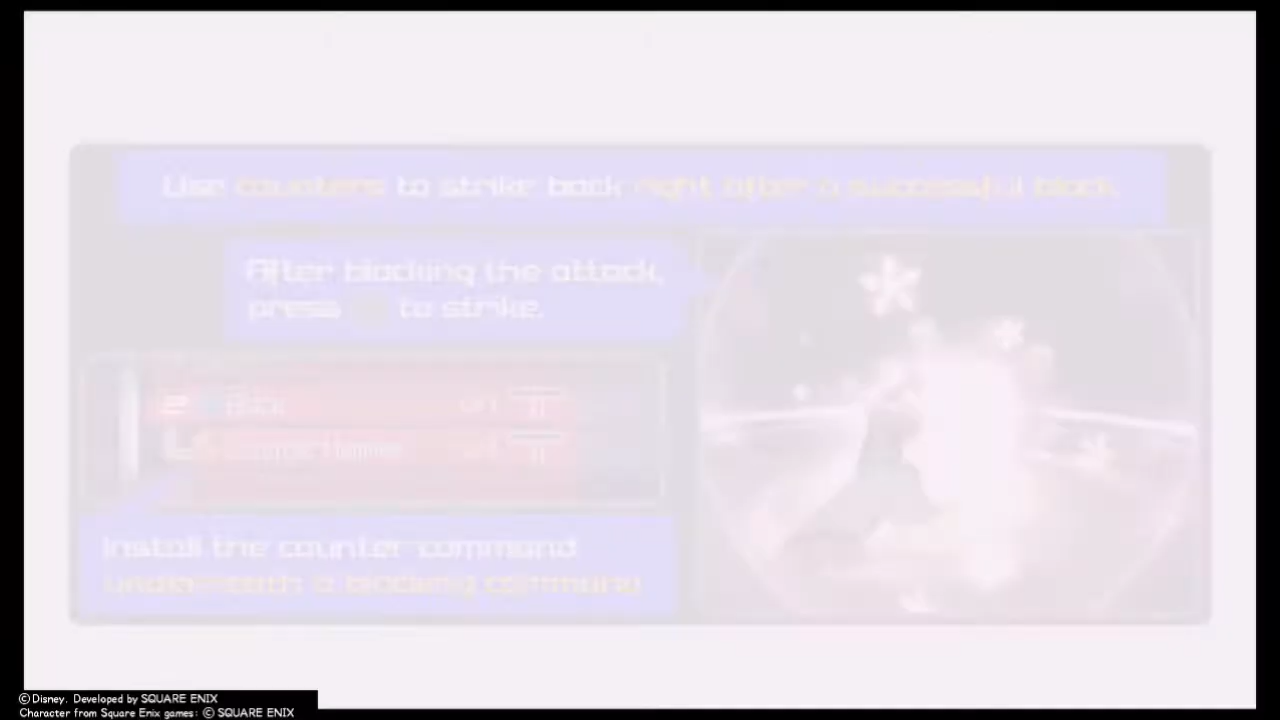 Use counters to strike back right after a successful block.
After blocking the attack,
press to strike.
Block
Install the counter command
underneath a blocking command.
©Disney. Developed by SQUARE ENIX
Character from Square Enix games: © SQUARE ENIX